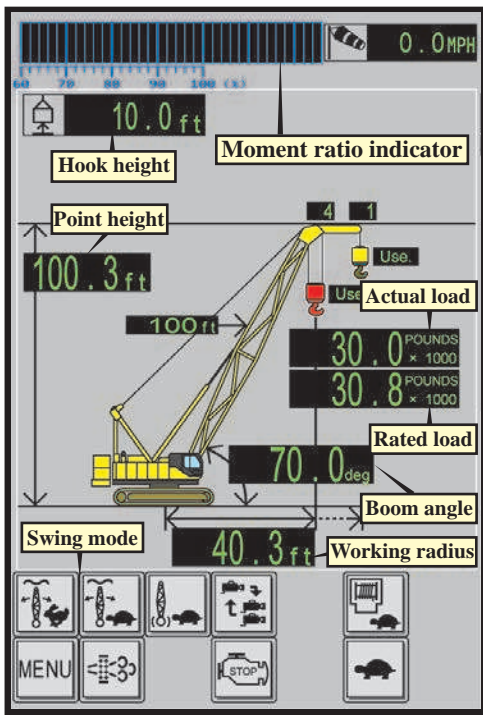 0.0MPH
60 70 80 90 100 (%)
10.0ft
Hook height
Moment ratio indicator
Point height
4 1
100.3ft
Use.
Use.
Actual load
100ft
30.0 POUNDS × 1000
30.8 POUNDS × 1000
Rated load
70.0deg
Boom angle
Swing mode
40.3ft
Working radius
MENU
STOP